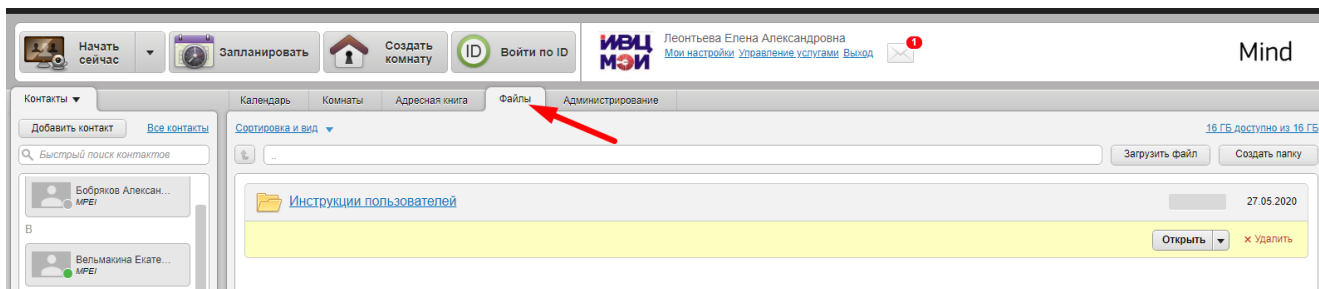 Начать сейчас
Запланировать
Создать комнату
ID
Войти по ID
ИВЦ МЭИ
Леонтьева Елена Александровна
Мои настройки Управление услугами Выход
1
Mind
Контакты
Календарь Комнаты Адресная книга Файлы Администрирование
Добавить контакт Все контакты
Сортировка и вид
16 ГБ доступно из 16 ГБ
Быстрый поиск контактов
..
Загрузить файл Создать папку
Бобряков Алексан...
MPEI
Инструкции пользователей
27.05.2020
В
Открыть × Удалить
Вельмакина Екате...
MPEI